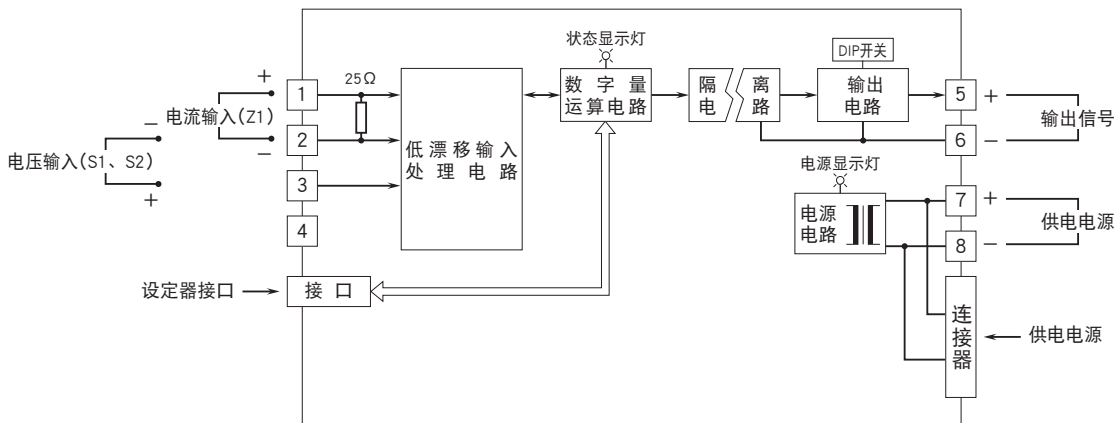 状态显示灯
DIP开关
25Ω
数字量
运算电路
隔 离
电 路
输出
电路
+
1
电流输入(Z1)
2
−
−
电压输入(S1、S2)
+
3
4
低漂移输入
处理电路
5
+
输出信号
6
−
电源显示灯
电源
电路
7
+
供电电源
8
−
设定器接口
接口
连接器
供电电源